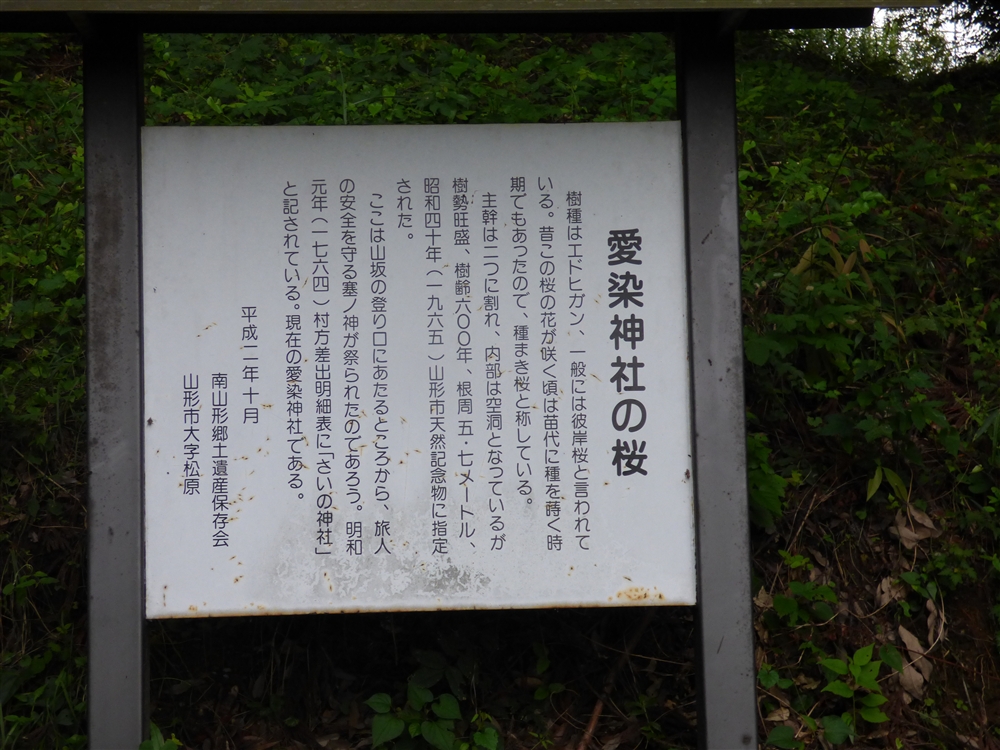 愛染神社の桜
樹種はエドヒガン、一般には彼岸桜と言われて
いる。昔この桜の花が咲く頃は苗代に種を蒔く時
期でもあったので、種まき桜と称している。
主幹は二つに割れ、内部は空洞となっているが
樹勢旺盛、樹齢六〇〇年、根周五・七メートル、
昭和四十年(一九六五)山形市天然記念物に指定
された。
ここは山坂の登り口にあたるところから、旅人
の安全を守る塞ノ神が祭られたのであろう。明和
元年(一七六四)村方差出明細表に「さいの神社」
と記されている。現在の愛染神社である。
平成二年十月
南山形郷土遺産保存会
山形市大字松原